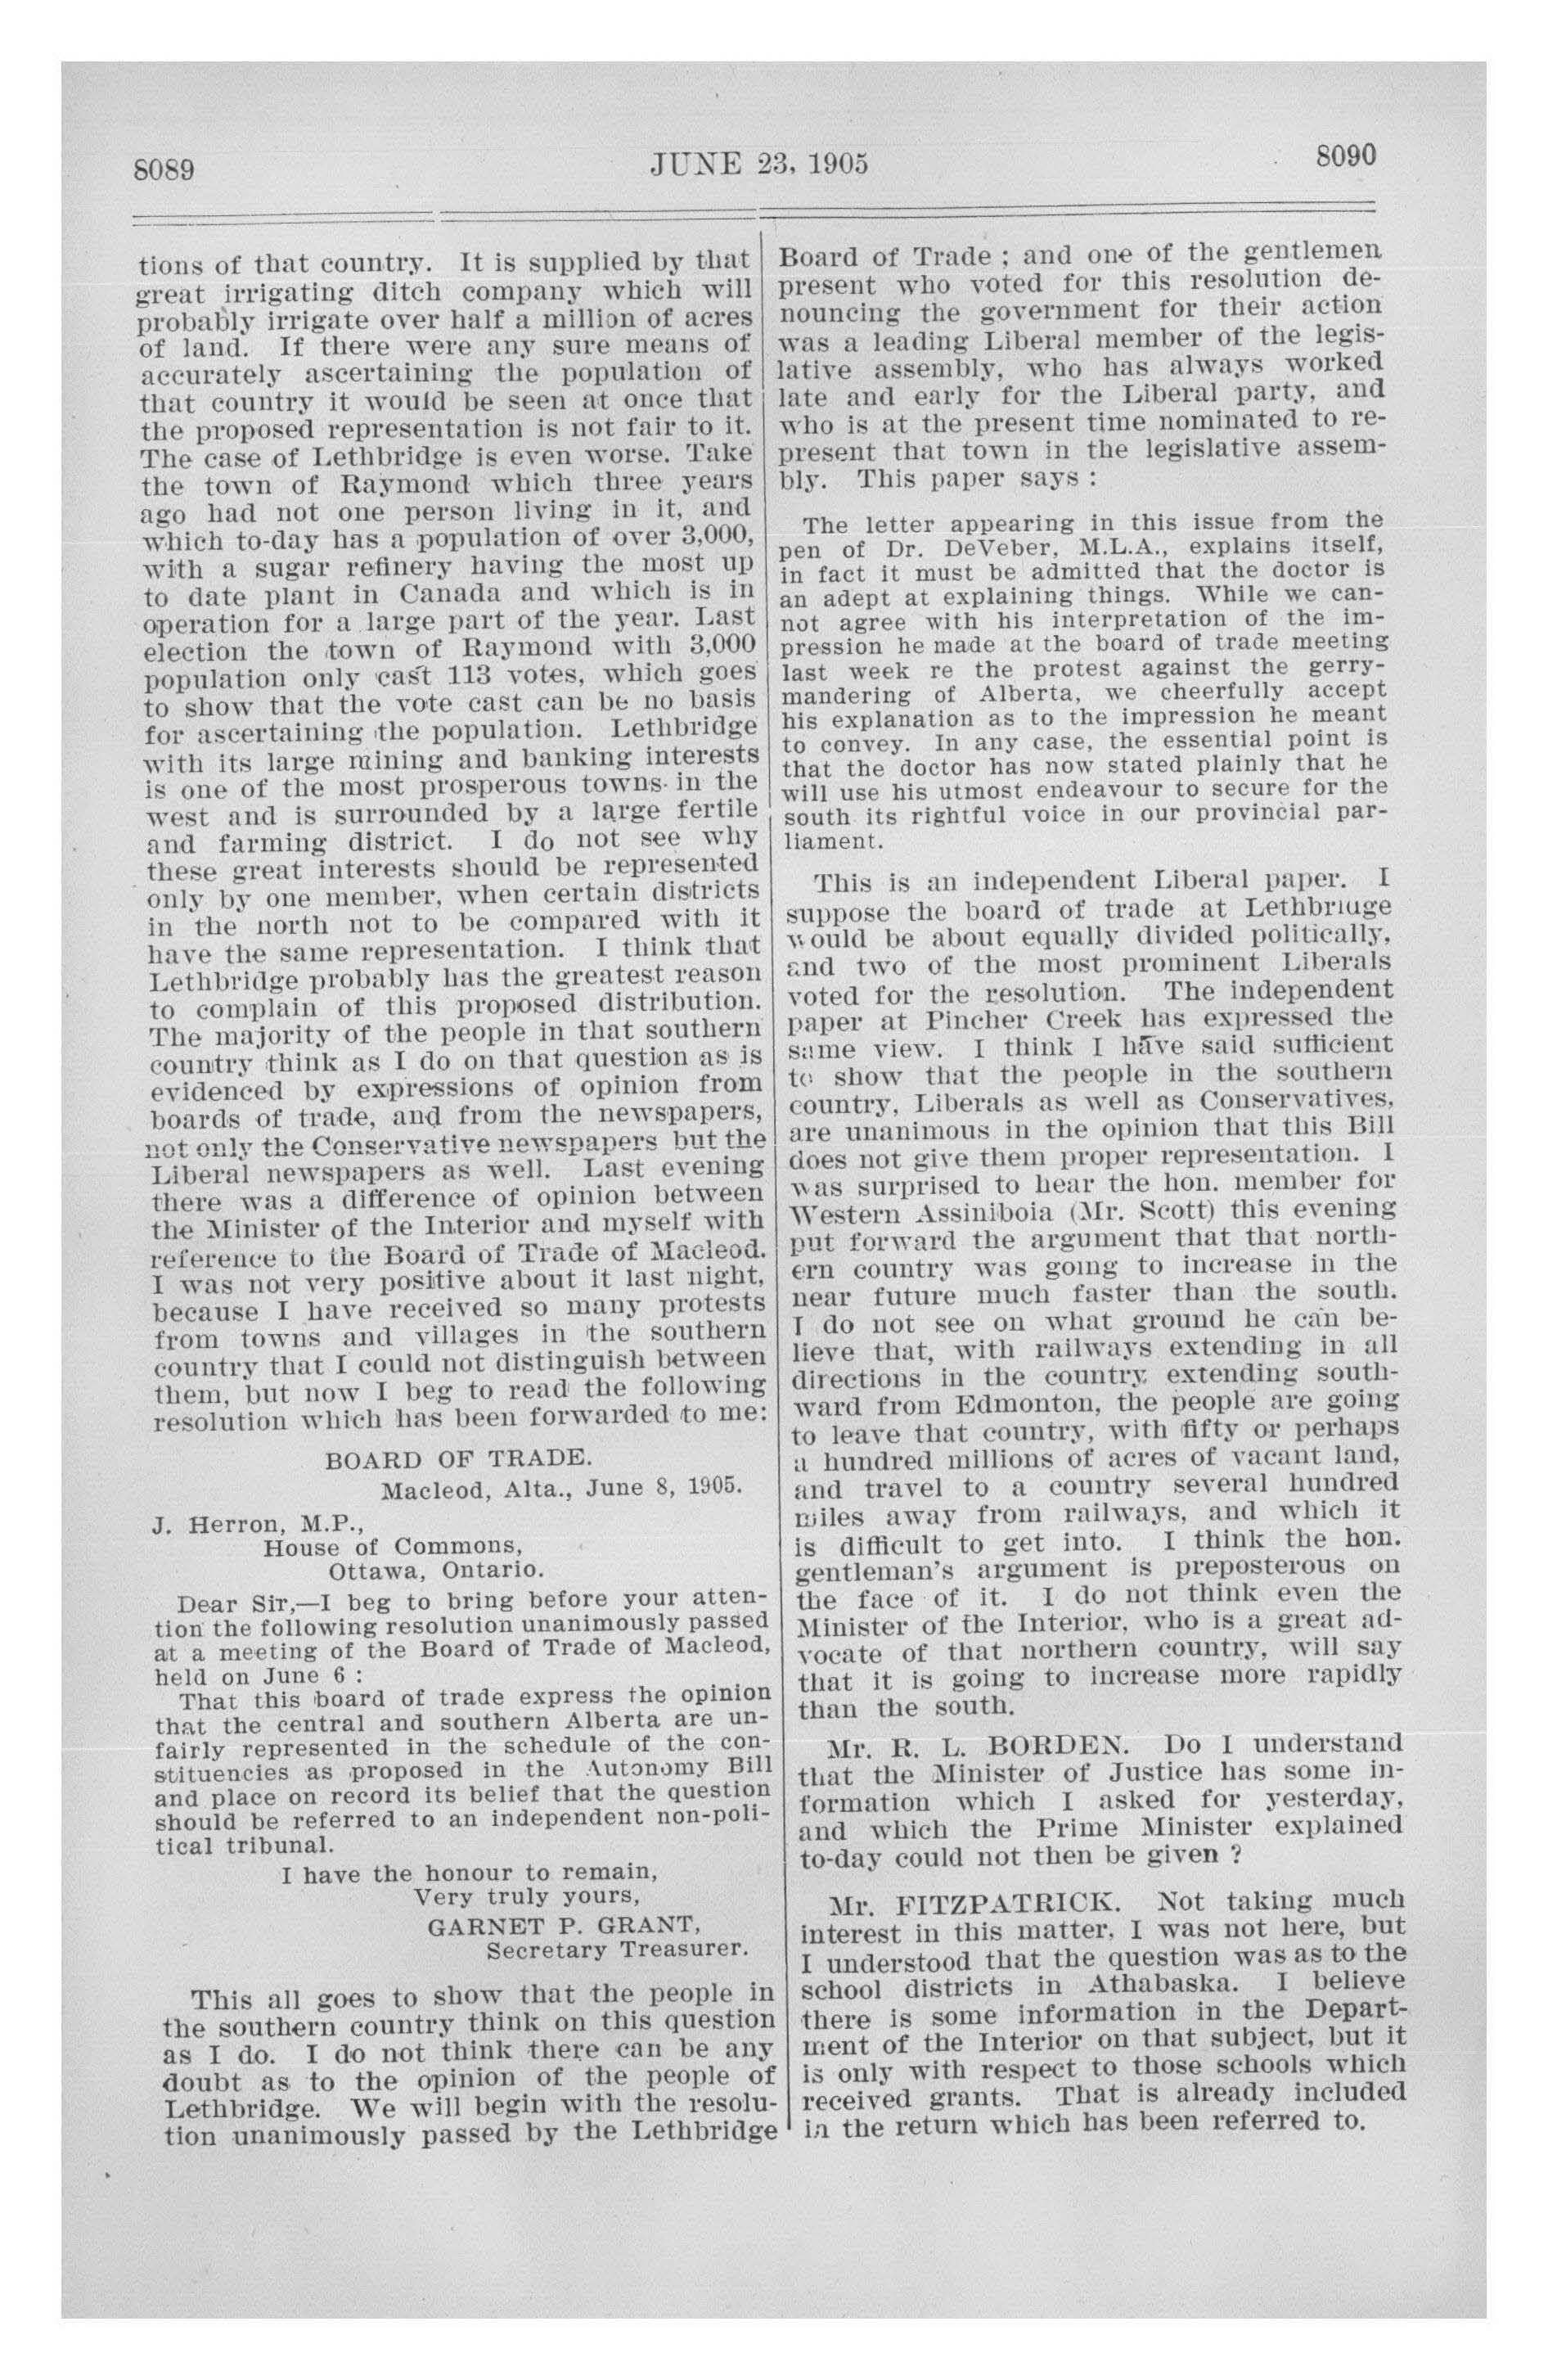 8089
JUNE 23, 1905
8090
tions of that country. It is supplied by that
great irrigating ditch company which will
probably irrigate over half a million of acres
of land. If there were any sure means of
accurately ascertaining the population of
that country it would be seen at once that
the proposed representation is not fair to it.
The case of Lethbridge is even worse. Take
the town of Raymond which three years
ago had not one person living in it, and
which to-day has a population of over 3,000,
with a sugar refinery having the most up
to date plant in Canada and which is in
operation for a large part of the year. Last
election the town of Raymond with 3,000
population only cast 113 votes, which goes
to show that the vote cast can be no basis
for ascertaining the population. Lethbridge
with its large mining and banking interests
is one of the most prosperous towns in the
west and is surrounded by a large fertile
and farming district. I do not see why
these great interests should be represented
only by one member, when certain districts
in the north not to be compared with it
have the same representation. I think that
Lethbridge probably has the greatest reason
to complain of this proposed distribution.
The majority of the people in that southern
country think as I do on that question as is
evidenced by expressions of opinion from
boards of trade, and from the newspapers,
not only the Conservative newspapers but the
Liberal newspapers as well. Last evening
there was a difference of opinion between
the Minister of the Interior and myself with
reference to the Board of Trade of Macleod.
I was not very positive about it last night,
because I have received so many protests
from towns and villages in the southern
country that I could not distinguish between
them, but now I beg to read the following
resolution which has been forwarded to me:
BOARD OF TRADE.
Macleod, Alta., June 8, 1905.
J. Herron, M.P.,
House of Commons,
Ottawa, Ontario.
Dear Sir,—I beg to bring before your atten-
tion the following resolution unanimously passed
at a meeting of the Board of Trade of Macleod,
held on June 6 :
That this board of trade express the opinion
that the central and southern Alberta are un-
fairly represented in the schedule of the con-
stituencies as proposed in the Autonomy Bill
and place on record its belief that the question
should be referred to an independent non-poli-
tical tribunal.
I have the honour to remain,
Very truly yours,
GARNET P. GRANT,
Secretary Treasurer.
This all goes to show that the people in
the southern country think on this question
as I do. I do not think there can be any
doubt as to the opinion of the people of
Lethbridge. We will begin with the resolu-
tion unanimously passed by the Lethbridge
Board of Trade ; and one of the gentlemen
present who voted for this resolution de-
nouncing the government for their action
was a leading Liberal member of the legis-
lative assembly, who has always worked
late and early for the Liberal party, and
who is at the present time nominated to re-
present that town in the legislative assem-
bly. This paper says :
The letter appearing in this issue from the
pen of Dr. DeVeber, M.L.A., explains itself,
in fact it must be admitted that the doctor is
an adept at explaining things. While we can-
not agree with his interpretation of the im-
pression he made at the board of trade meeting
last week re the protest against the gerry-
mandering of Alberta, we cheerfully accept
his explanation as to the impression he meant
to convey. In any case, the essential point is
that the doctor has now stated plainly that he
will use his utmost endeavour to secure for the
south its rightful voice in our provincial par-
liament.
This is an independent Liberal paper. I
suppose the board of trade at Lethbridge
would be about equally divided politically,
and two of the most prominent Liberals
voted for the resolution. The independent
paper at Pincher Creek has expressed the
same view. I think I have said sufficient
to show that the people in the southern
country, Liberals as well as Conservatives,
are unanimous in the opinion that this Bill
does not give them proper representation. I
was surprised to hear the hon. member for
Western Assiniboia (Mr. Scott) this evening
put forward the argument that that north-
ern country was going to increase in the
near future much faster than the south.
I do not see on what ground he can be-
lieve that, with railways extending in all
directions in the country extending south-
ward from Edmonton, the people are going
to leave that country, with fifty or perhaps
a hundred millions of acres of vacant land,
and travel to a country several hundred
miles away from railways, and which it
is difficult to get into. I think the hon.
gentleman's argument is preposterous on
the face of it. I do not think even the
Minister of the Interior, who is a great ad-
vocate of that northern country, will say
that it is going to increase more rapidly
than the south.
Mr. R. L. BORDEN. Do I understand
that the Minister of Justice has some in-
formation which I asked for yesterday,
and which the Prime Minister explained
to-day could not then be given ?
Mr. FITZPATRICK. Not taking much
interest in this matter, I was not here, but
I understood that the question was as to the
school districts in Athabaska. I believe
there is some information in the Depart-
ment of the Interior on that subject, but it
is only with respect to those schools which
received grants. That is already included
in the return which has been referred to.